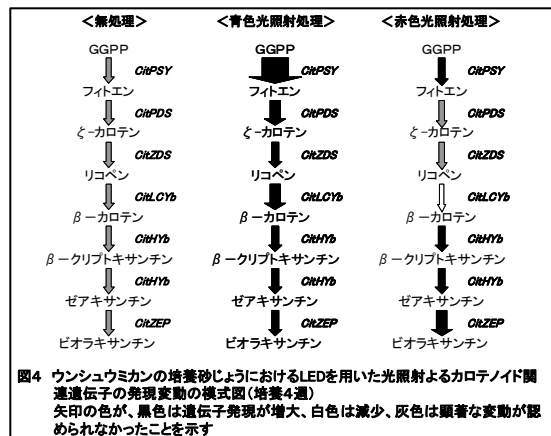 <無処理>
GGPP
CitPSY
フィトエン
CitPDS
ζ-カロテン
CitZDS
リコペン
CitLCYb
β-カロテン
CitHYb
β-クリプトキサンチン
CitHYb
ゼアキサンチン
CitZEP
ビオラキサンチン
<青色光照射処理>
GGPP
CitPSY
フィトエン
CitPDS
ζ-カロテン
CitZDS
リコペン
CitLCYb
β-カロテン
CitHYb
β-クリプトキサンチン
CitHYb
ゼアキサンチン
CitZEP
ビオラキサンチン
<赤色光照射処理>
GGPP
CitPSY
フィトエン
CitPDS
ζ-カロテン
CitZDS
リコペン
CitLCYb
β-カロテン
CitHYb
β-クリプトキサンチン
CitHYb
ゼアキサンチン
CitZEP
ビオラキサンチン
図4 ウンシュウミカンの培養砂じょうにおけるLEDを用いた光照射よるカロテノイド関
連遺伝子の発現変動の模式図(培養4週)
矢印の色が、黒色は遺伝子発現が増大、白色は減少、灰色は顕著な変動が認
められなかったことを示す